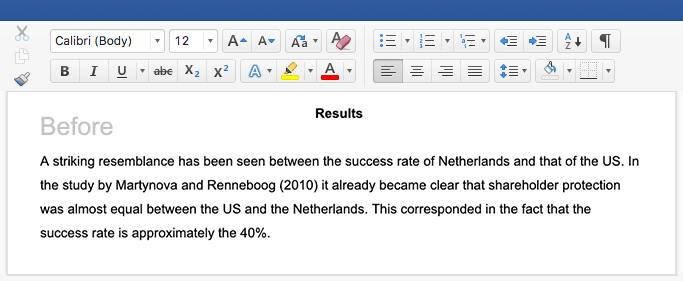 Calibri (Body) 12 A A Aa A A Z
B I U abc X2 X2 A A
Results
Before
A striking resemblance has been seen between the success rate of Netherlands and that of the US. In
the study by Martynova and Renneboog (2010) it already became clear that shareholder protection
was almost equal between the US and the Netherlands. This corresponded in the fact that the
success rate is approximately the 40%.